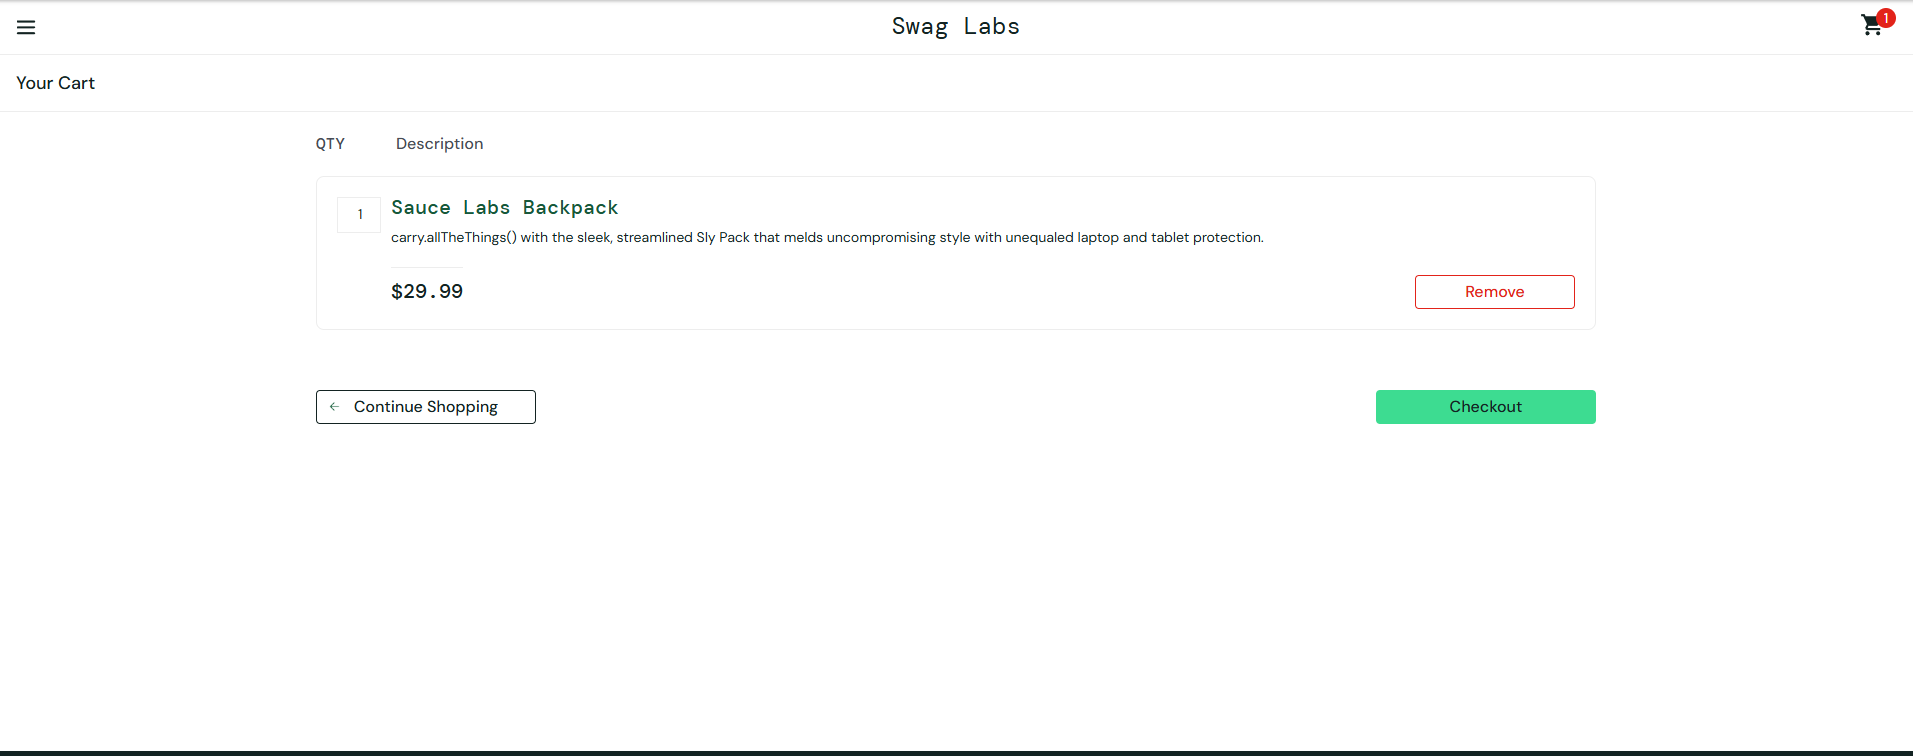 Swag Labs
1
Your Cart
QTY Description
1
Sauce Labs Backpack
carry.allTheThings() with the sleek, streamlined Sly Pack that melds uncompromising style with unequaled laptop and tablet protection.
$29.99
Remove
Continue Shopping
Checkout